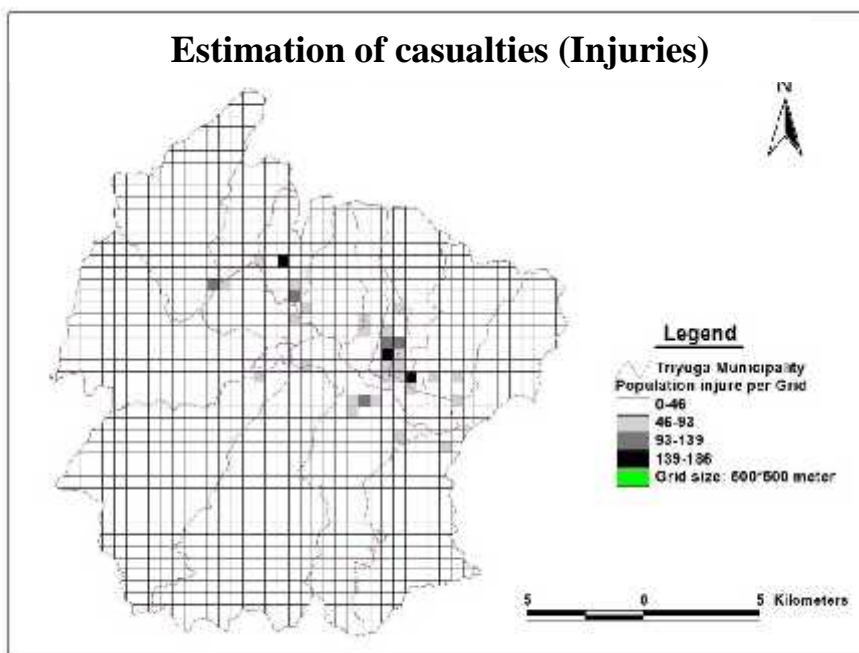 Estimation of casualties (Injuries)
N
Legend
Triyuga Municipality
Population injure per Grid
0-46
46-93
93-139
139-186
Grid size: 500*500 meter
5 0 5 Kilometers